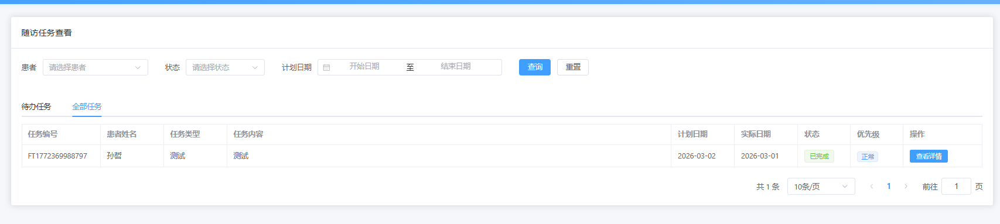 随访任务查看
患者 请选择患者 状态 请选择状态 计划日期 开始日期 至 结束日期 查询 重置
待办任务 全部任务
任务编号 患者姓名 任务类型 任务内容 计划日期 实际日期 状态 优先级 操作
FT1772369988797 孙哲 测试 测试 2026-03-02 2026-03-01 已完成 正常 查看详情
共 1 条 10条/页 1 前往 1 页